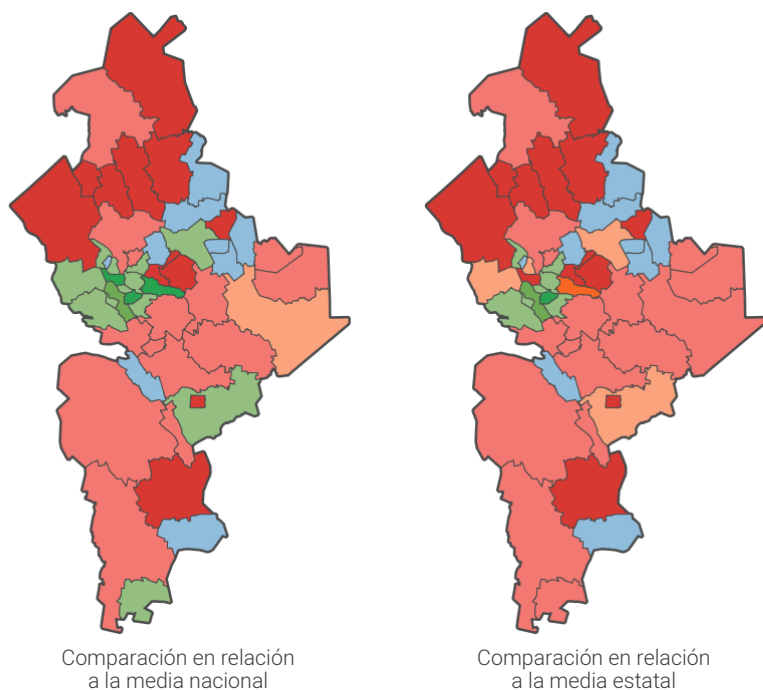 Comparación en relación
a la media nacional
Comparación en relación
a la media estatal